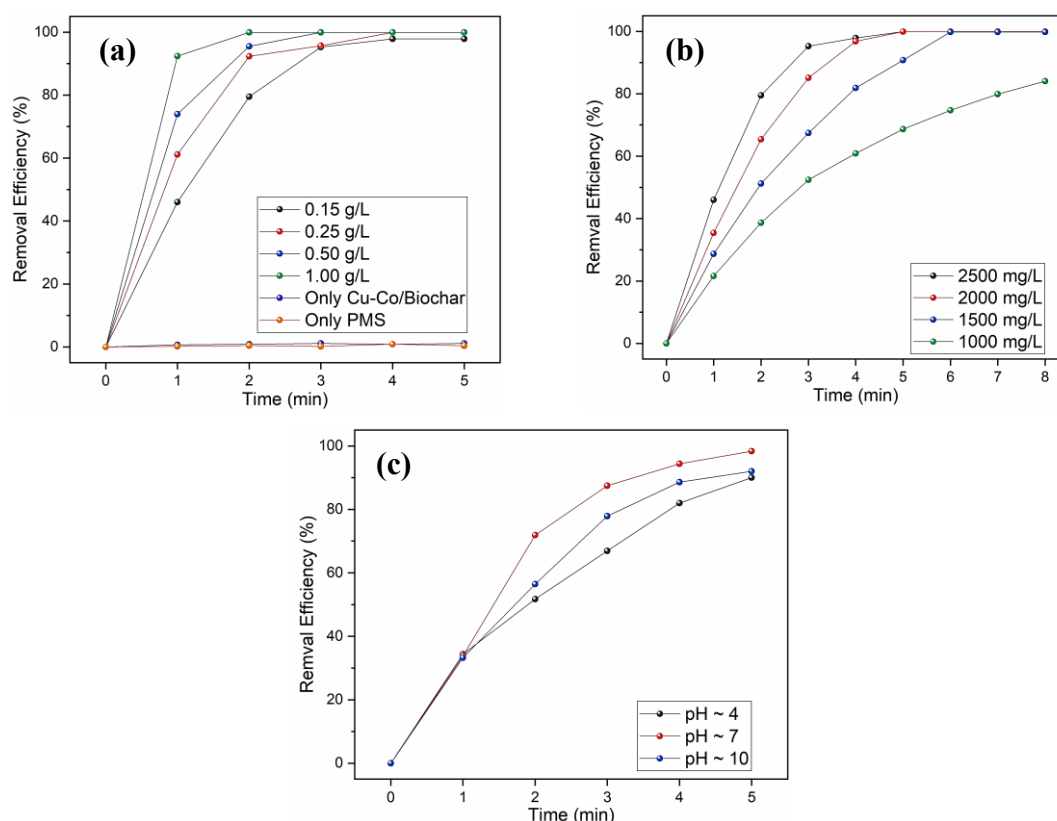 (a)
Removal Efficiency (%)
100
80
60
40
20
0
0.15 g/L
0.25 g/L
0.50 g/L
1.00 g/L
Only Cu-Co/Biochar
Only PMS
0 1 2 3 4 5
Time (min)
(b)
Remval Efficiency (%)
100
80
60
40
20
0
2500 mg/L
2000 mg/L
1500 mg/L
1000 mg/L
0 1 2 3 4 5 6 7 8
Time (min)
(c)
Remval Efficiency (%)
100
80
60
40
20
0
pH ~ 4
pH ~ 7
pH ~ 10
0 1 2 3 4 5
Time (min)